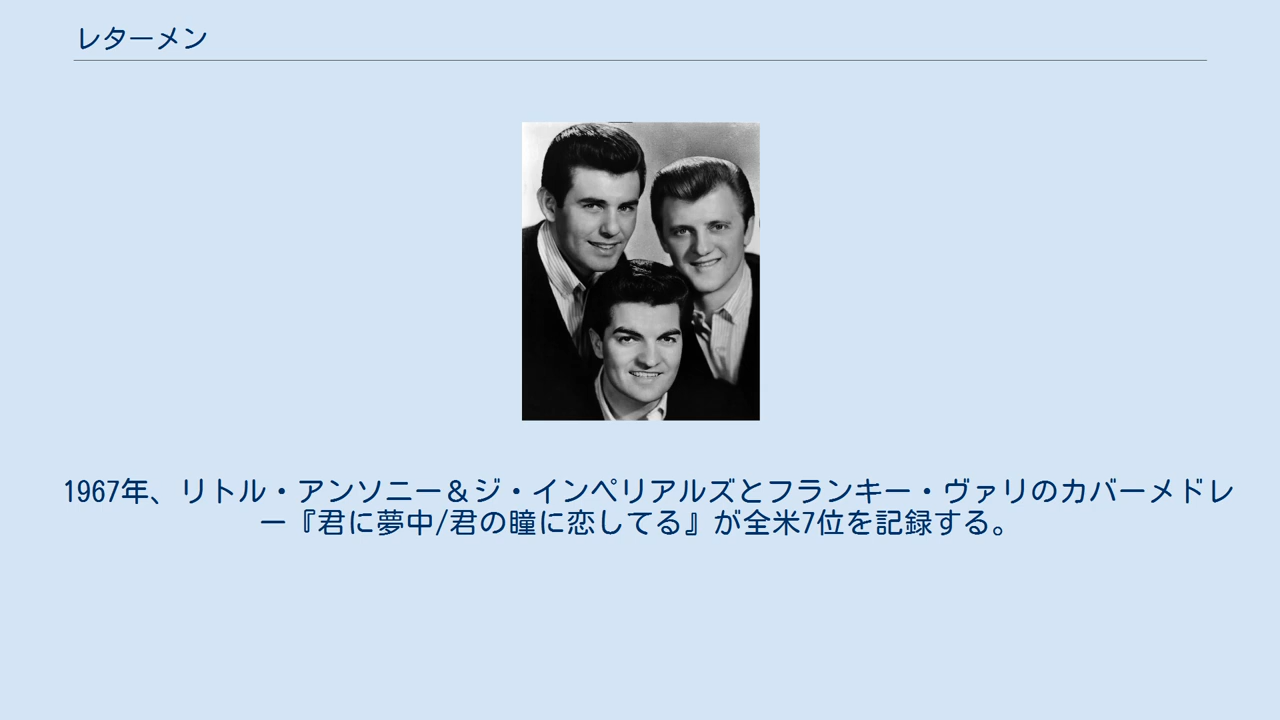 レターメン
1967年、リトル・アンソニー＆ジ・インペリアルズとフランキー・ヴァリのカバーメドレ
ー『君に夢中/君の瞳に恋してる』が全米7位を記録する。